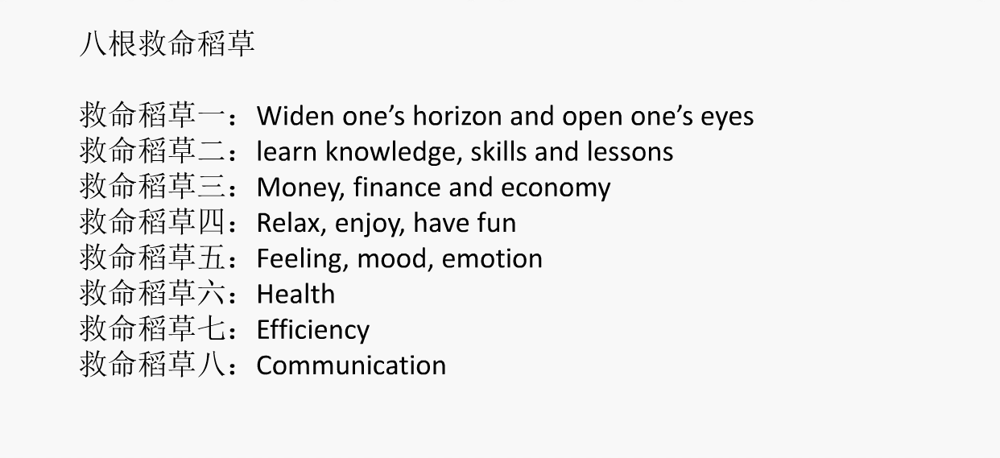 八根救命稻草
救命稻草一：Widen one’s horizon and open one’s eyes
救命稻草二：learn knowledge, skills and lessons
救命稻草三：Money, finance and economy
救命稻草四：Relax, enjoy, have fun
救命稻草五：Feeling, mood, emotion
救命稻草六：Health
救命稻草七：Efficiency
救命稻草八：Communication